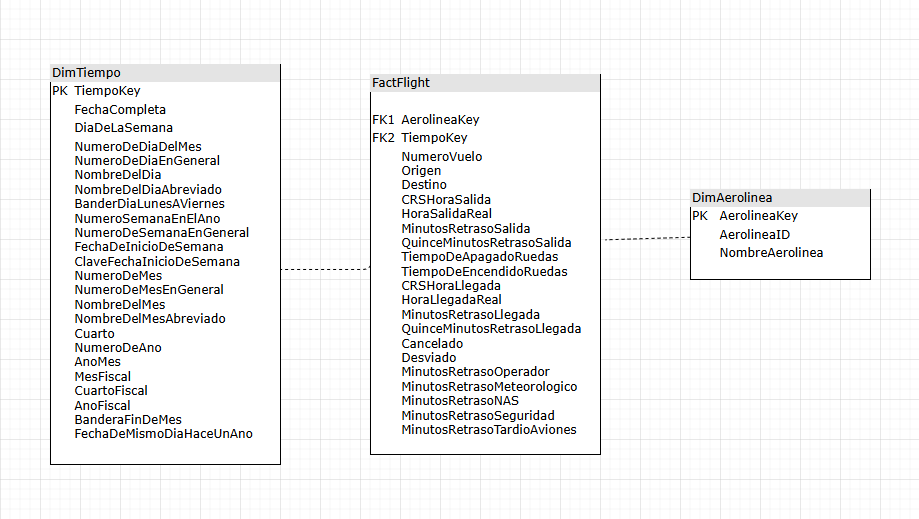 DimTiempo
PK TiempoKey
FechaCompleta
DiaDeLaSemana
NumeroDeDiaDelMes
NumeroDeDiaEnGeneral
NombreDelDia
NombreDelDiaAbreviado
BanderDiaLunesAViernes
NumeroSemanaEnElAno
NumeroDeSemanaEnGeneral
FechaDeInicioDeSemana
ClaveFechaInicioDeSemana
NumeroDeMes
NumeroDeMesEnGeneral
NombreDelMes
NombreDelMesAbreviado
Cuarto
NumeroDeAno
AnoMes
MesFiscal
CuartoFiscal
AnoFiscal
BanderaFinDeMes
FechaDeMismoDiaHaceUnAno
FactFlight
FK1 AerolineaKey
FK2 TiempoKey
NumeroVuelo
Origen
Destino
CRSHoraSalida
HoraSalidaReal
MinutosRetrasoSalida
QuinceMinutosRetrasoSalida
TiempoDeApagadoRuedas
TiempoDeEncendidoRuedas
CRSHoraLlegada
HoraLlegadaReal
MinutosRetrasoLlegada
QuinceMinutosRetrasoLlegada
Cancelado
Desviado
MinutosRetrasoOperador
MinutosRetrasoMeteorologico
MinutosRetrasoNAS
MinutosRetrasoSeguridad
MinutosRetrasoTardioAviones
DimAerolinea
PK AerolineaKey
AerolineaID
NombreAerolinea